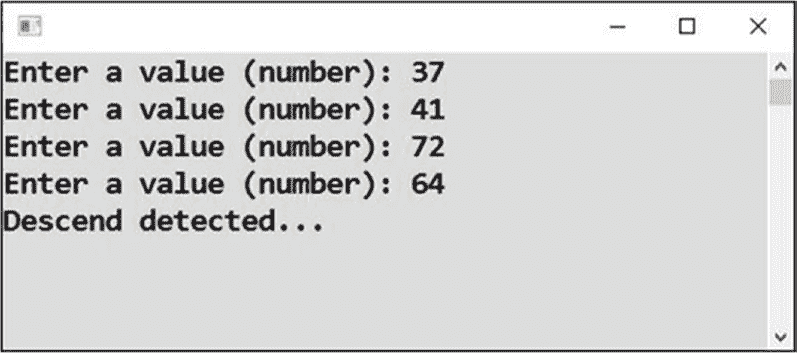 Enter a value (number): 37
Enter a value (number): 41
Enter a value (number): 72
Enter a value (number): 64
Descend detected...